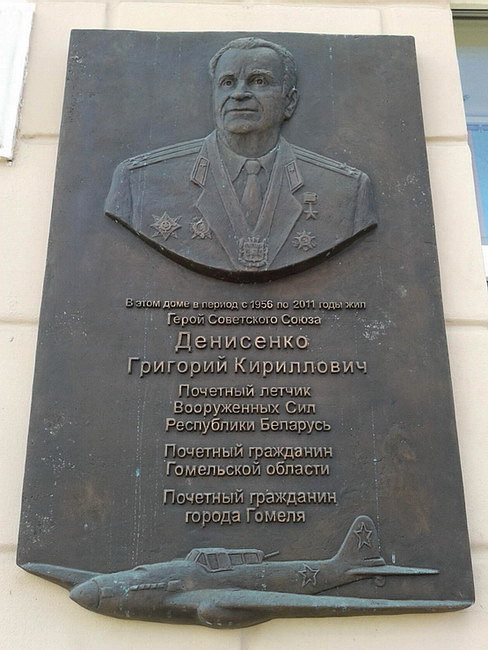 В этом доме в период с 1956 по 2011 годы жил
Герой Советского Союза
Денисенко
Григорий Кириллович
Почетный летчик
Вооруженных Сил
Республики Беларусь
Почетный гражданин
Гомельской области
Почетный гражданин
города Гомеля